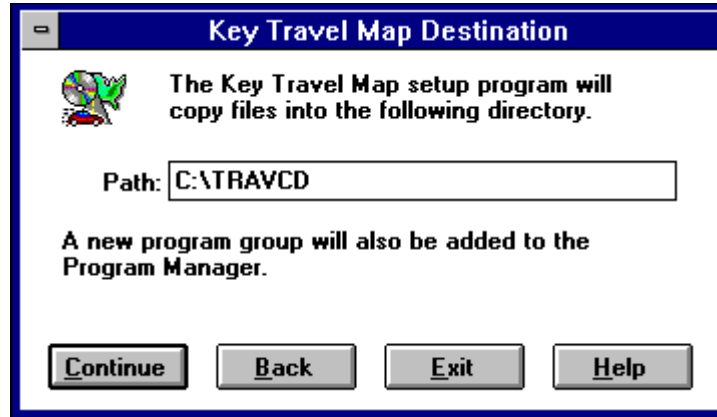 Key Travel Map Destination
The Key Travel Map setup program will
copy files into the following directory.
Path: C:\TRAVCD
A new program group will also be added to the
Program Manager.
Continue Back Exit Help